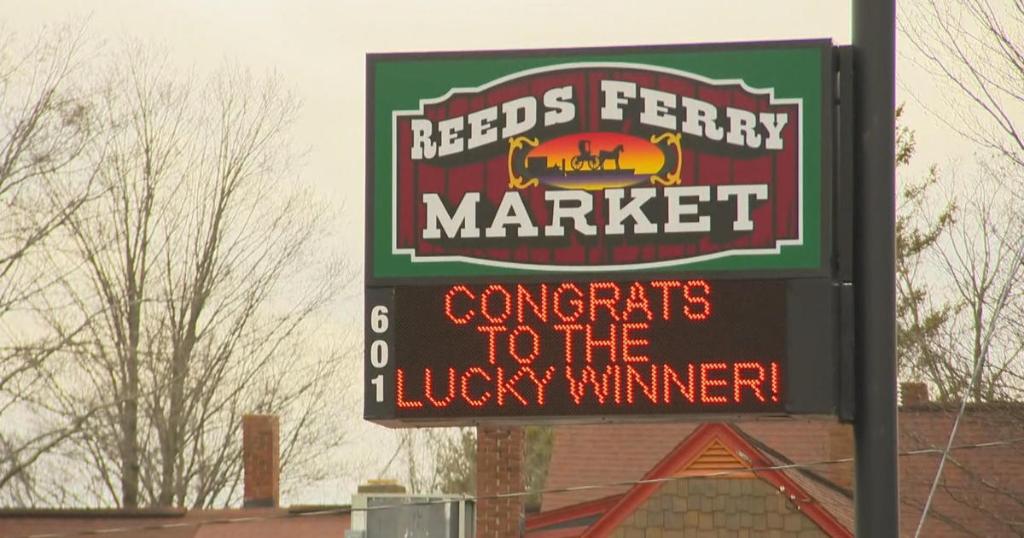 REEDS FERRY
MARKET
601
CONGRATS
TO THE
LUCKY WINNER!